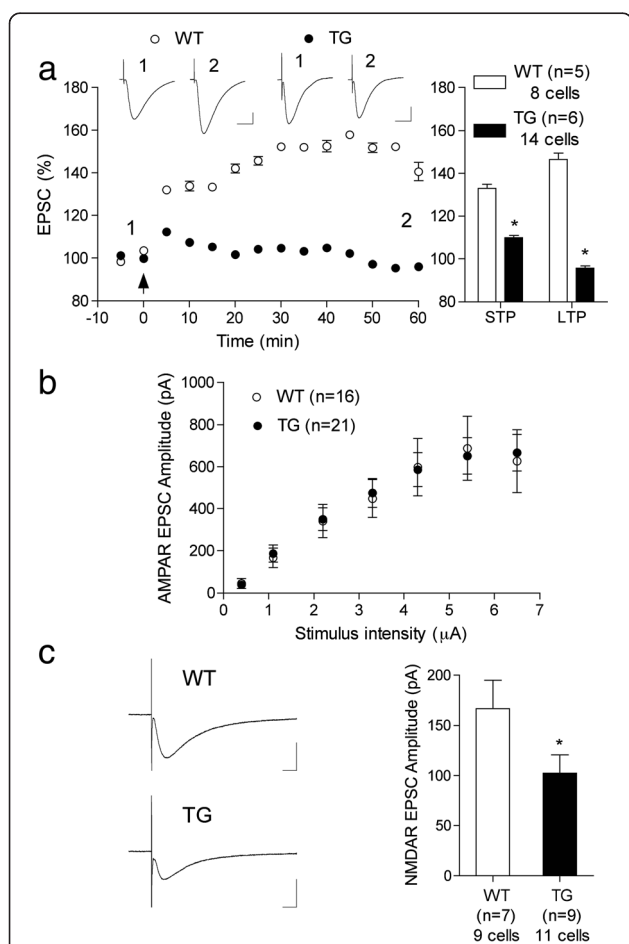 WT TG
a
1 2 1 2
WT (n=5)
8 cells
TG (n=6)
14 cells
180
160
140
120
100
80
EPSC (%)
1
2
-10 0 10 20 30 40 50 60
Time (min)
180
160
140
120
100
80
* *
STP LTP
b
WT (n=16)
TG (n=21)
1000
800
600
400
200
0
AMPAR EPSC Amplitude (pA)
0 1 2 3 4 5 6 7
Stimulus intensity (µA)
c
WT
TG
200
150
100
50
0
NMDAR EPSC Amplitude (pA)
*
WT TG
(n=7) (n=9)
9 cells 11 cells